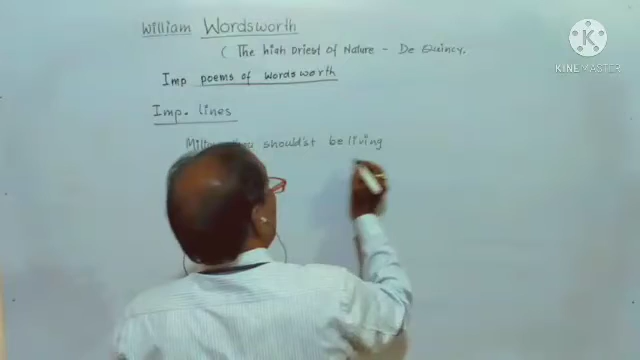 William Wordsworth
( The high Priest of Nature - De Quincy.
Imp poems of Wordsworth
Imp. lines
should'st be living
KINEMASTER